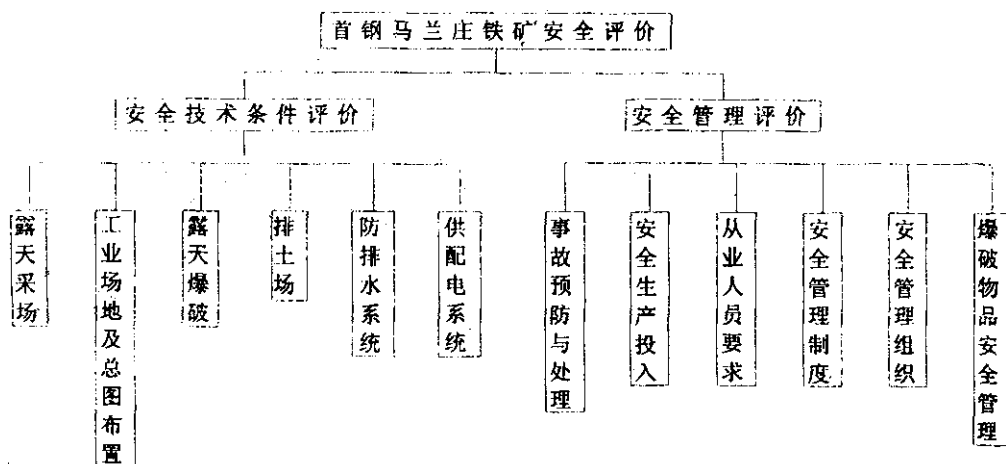 首钢马兰庄铁矿安全评价
安全技术条件评价
安全管理评价
露天采场
工业场地及总图布置
露天爆破
排土场
防排水系统
供配电系统
事故预防与处理
安全生产投入
从业人员要求
安全管理制度
安全管理组织
爆破物品安全管理